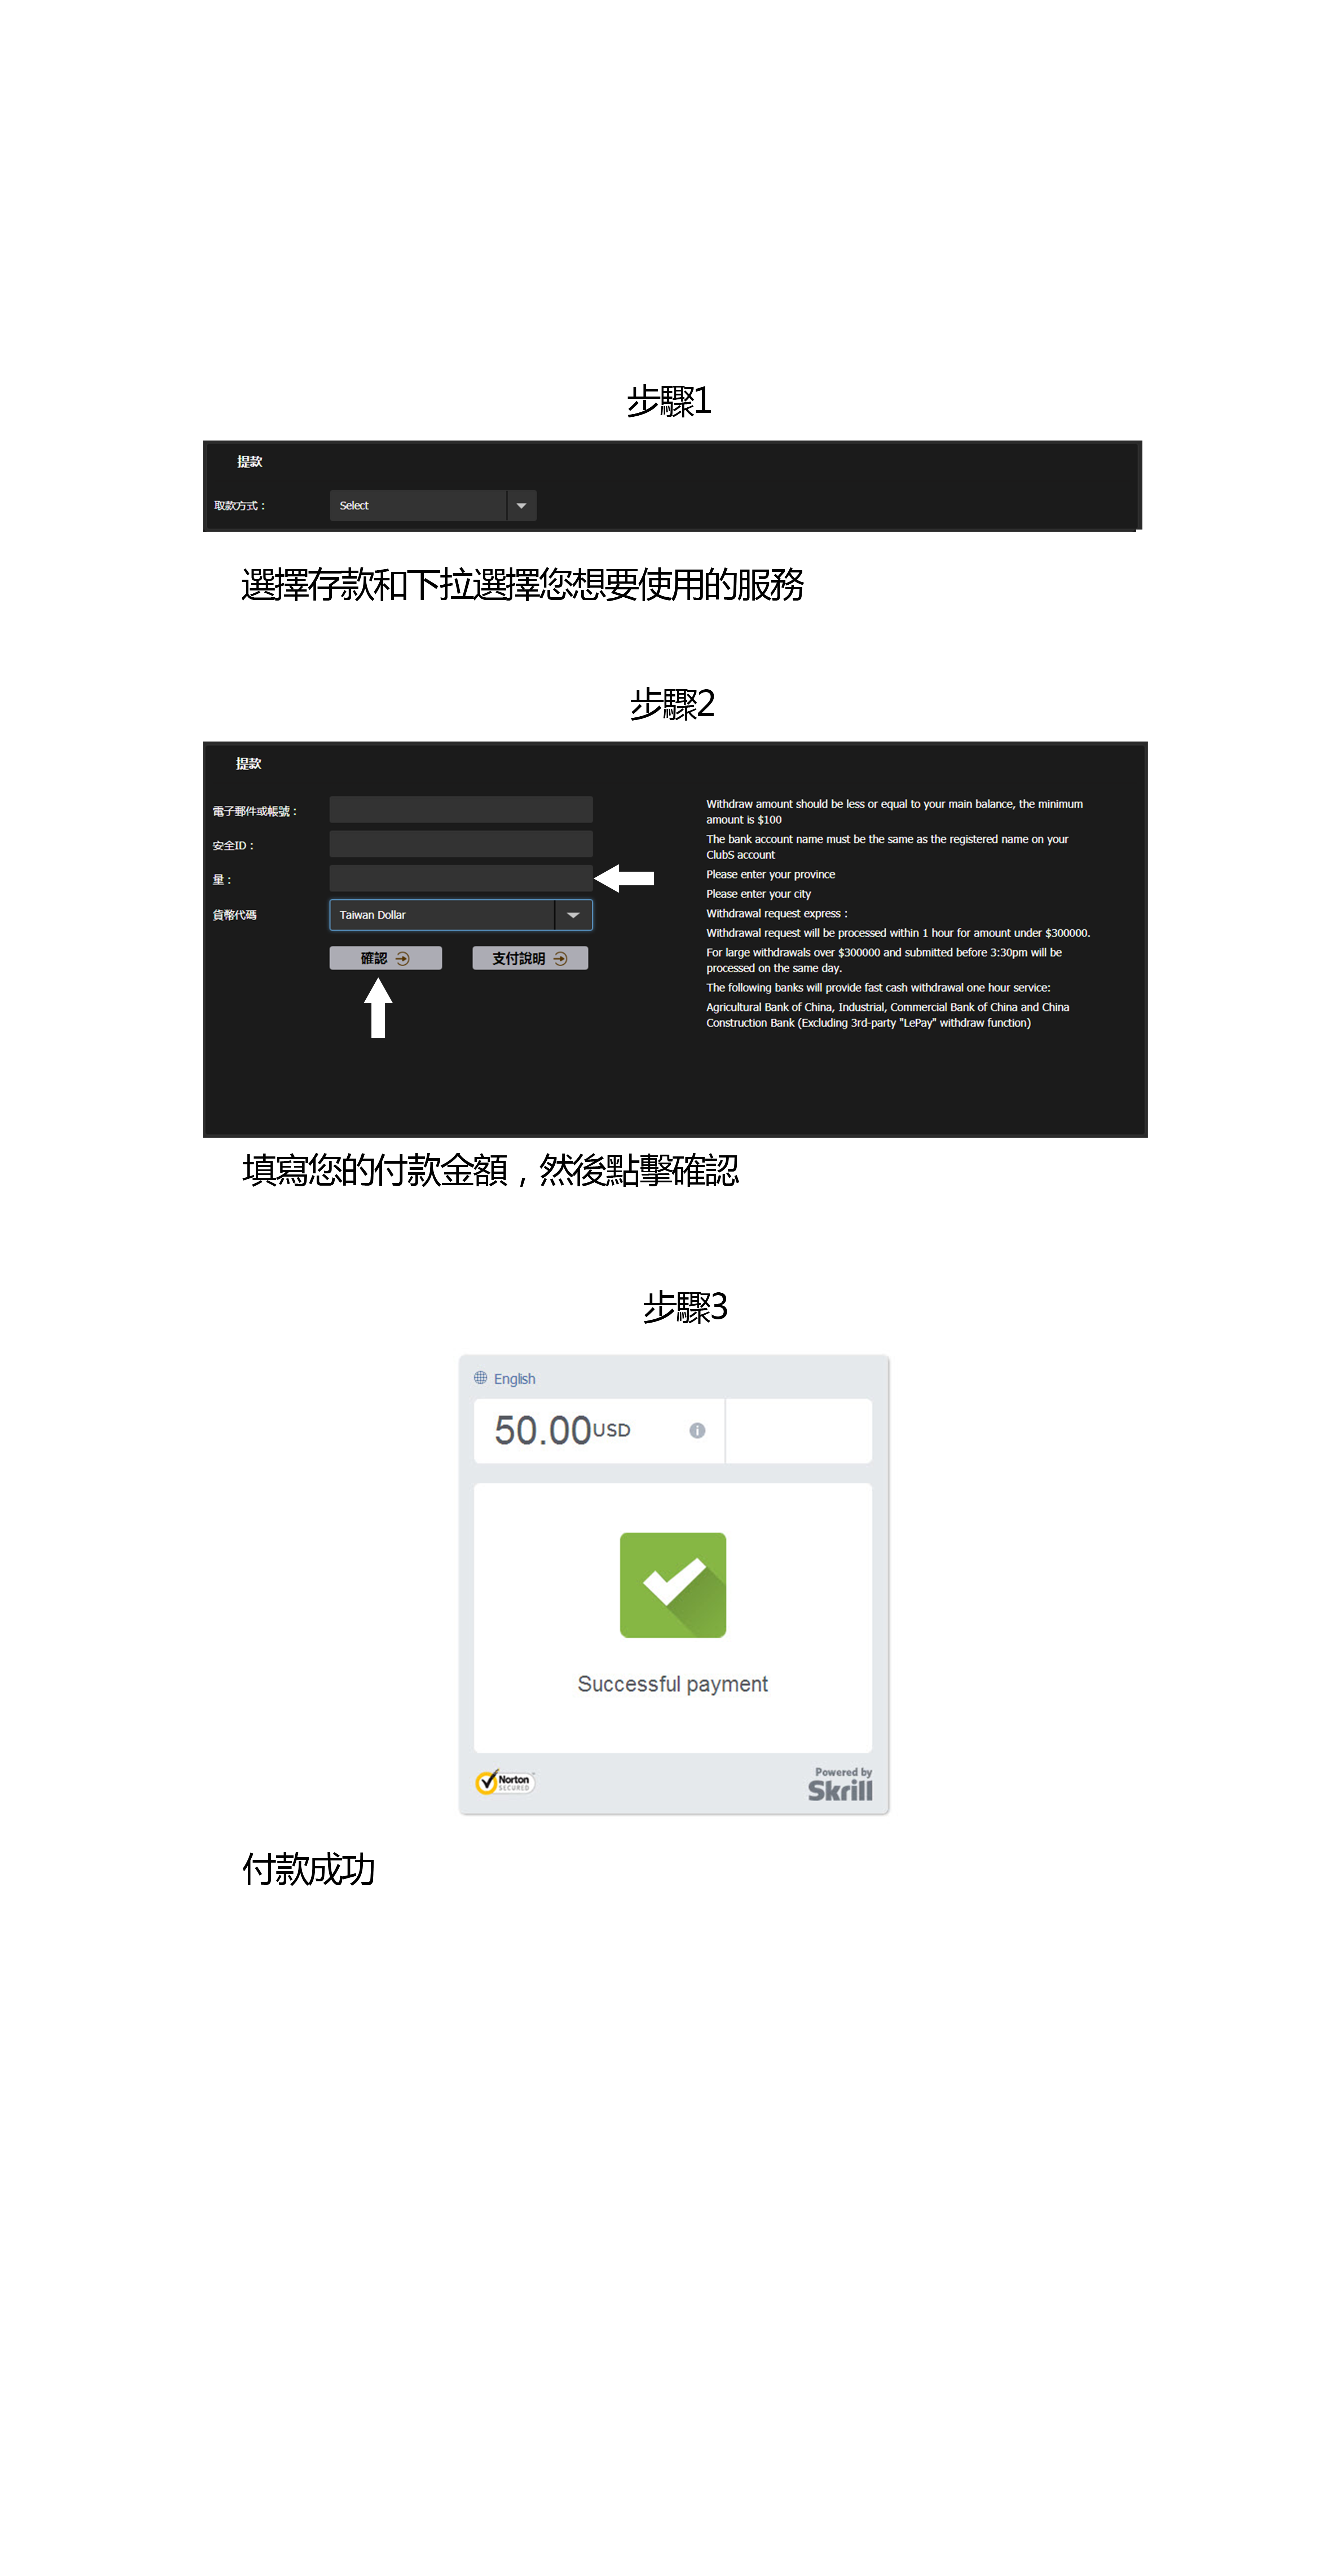 步驟1
提款
取款方式：
Select
選擇存款和下拉選擇您想要使用的服務
步驟2
提款
電子郵件或帳號：
安全ID：
量：
貨幣代碼
Taiwan Dollar
確認
支付說明
Withdraw amount should be less or equal to your main balance, the minimum
amount is $100
The bank account name must be the same as the registered name on your
ClubS account
Please enter your province
Please enter your city
Withdrawal request express :
Withdrawal request will be processed within 1 hour for amount under $300000.
For large withdrawals over $300000 and submitted before 3:30pm will be
processed on the same day.
The following banks will provide fast cash withdrawal one hour service:
Agricultural Bank of China, Industrial, Commercial Bank of China and China
Construction Bank (Excluding 3rd-party "LePay" withdraw function)
填寫您的付款金額，然後點擊確認
步驟3
English
50.00USD
Successful payment
Norton
SECURED
Powered by
Skrill
付款成功